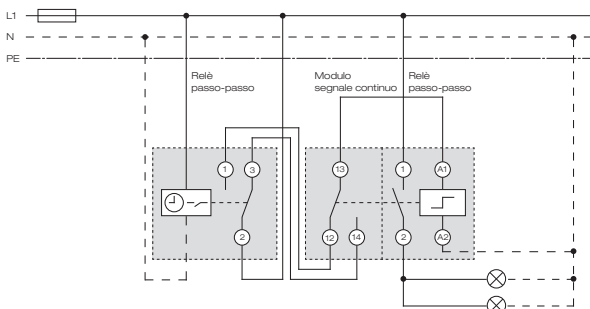 L1
N
PE
Relè
passo-passo
Modulo
segnale continuo
Relè
passo-passo
1
3
13
1
A1
2
12
14
2
A2